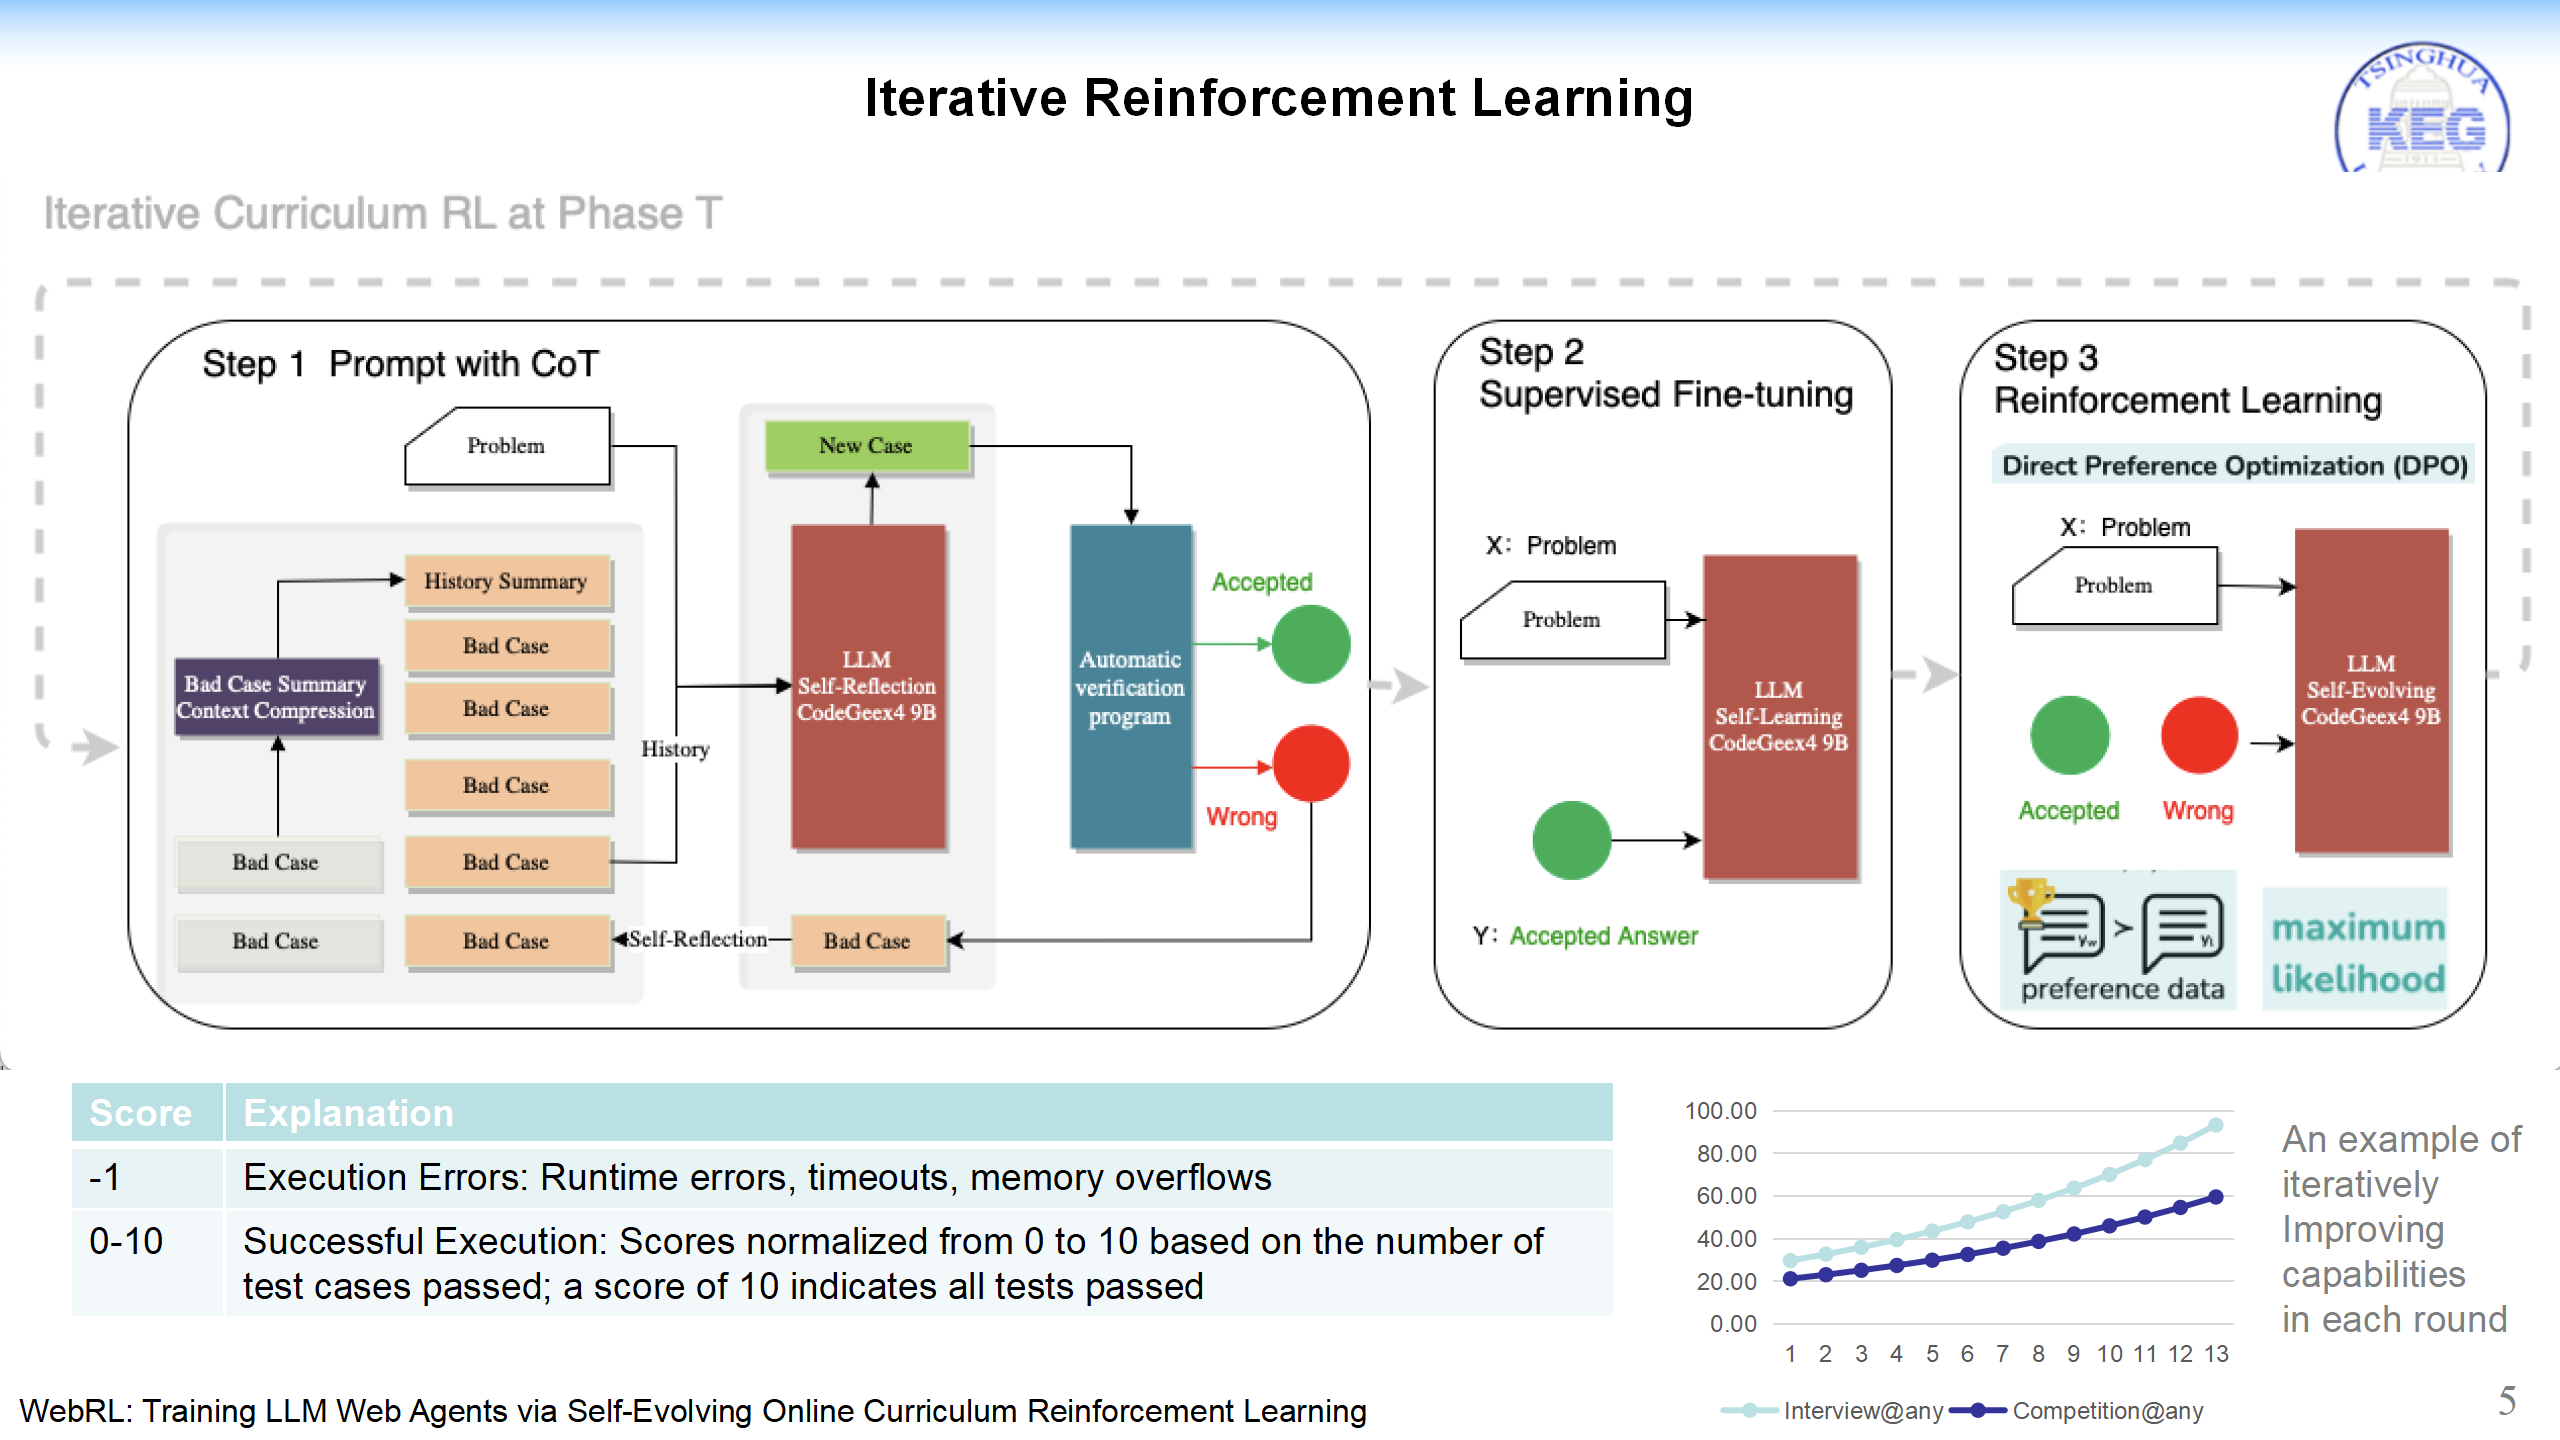 Iterative Reinforcement Learning
TSINGHUA
KEG
Iterative Curriculum RL at Phase T
Step 1 Prompt with CoT
Problem
New Case
History Summary
Bad Case
Bad Case
Bad Case
Bad Case
Bad Case
Bad Case Summary
Context Compression
Bad Case
Bad Case
History
Self-Reflection
LLM
Self-Reflection
CodeGeex4 9B
Bad Case
Automatic
verification
program
Accepted
Wrong
Step 2
Supervised Fine-tuning
X: Problem
Problem
LLM
Self-Learning
CodeGeex4 9B
Y: Accepted Answer
Step 3
Reinforcement Learning
Direct Preference Optimization (DPO)
X: Problem
Problem
LLM
Self-Evolving
CodeGeex4 9B
Accepted
Wrong
yw > yl
preference data
maximum
likelihood
Score Explanation
-1 Execution Errors: Runtime errors, timeouts, memory overflows
0-10 Successful Execution: Scores normalized from 0 to 10 based on the number of
test cases passed; a score of 10 indicates all tests passed
100.00
80.00
60.00
40.00
20.00
0.00
1 2 3 4 5 6 7 8 9 10 11 12 13
Interview@any Competition@any
An example of
iteratively
Improving
capabilities
in each round
WebRL: Training LLM Web Agents via Self-Evolving Online Curriculum Reinforcement Learning
5